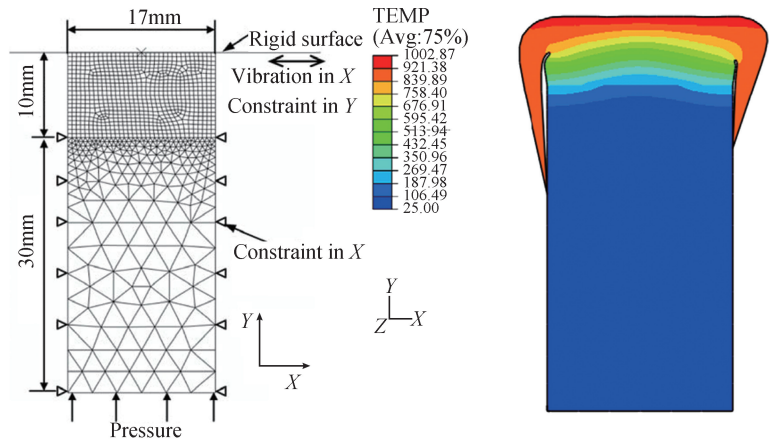 17mm
Rigid surface
Vibration in X
Constraint in Y
10mm
30mm
Constraint in X
Y
X
Pressure
TEMP
(Avg:75%)
1002.87
921.38
839.89
758.40
676.91
595.42
513.94
432.45
350.96
269.47
187.98
106.49
25.00
Y
Z X